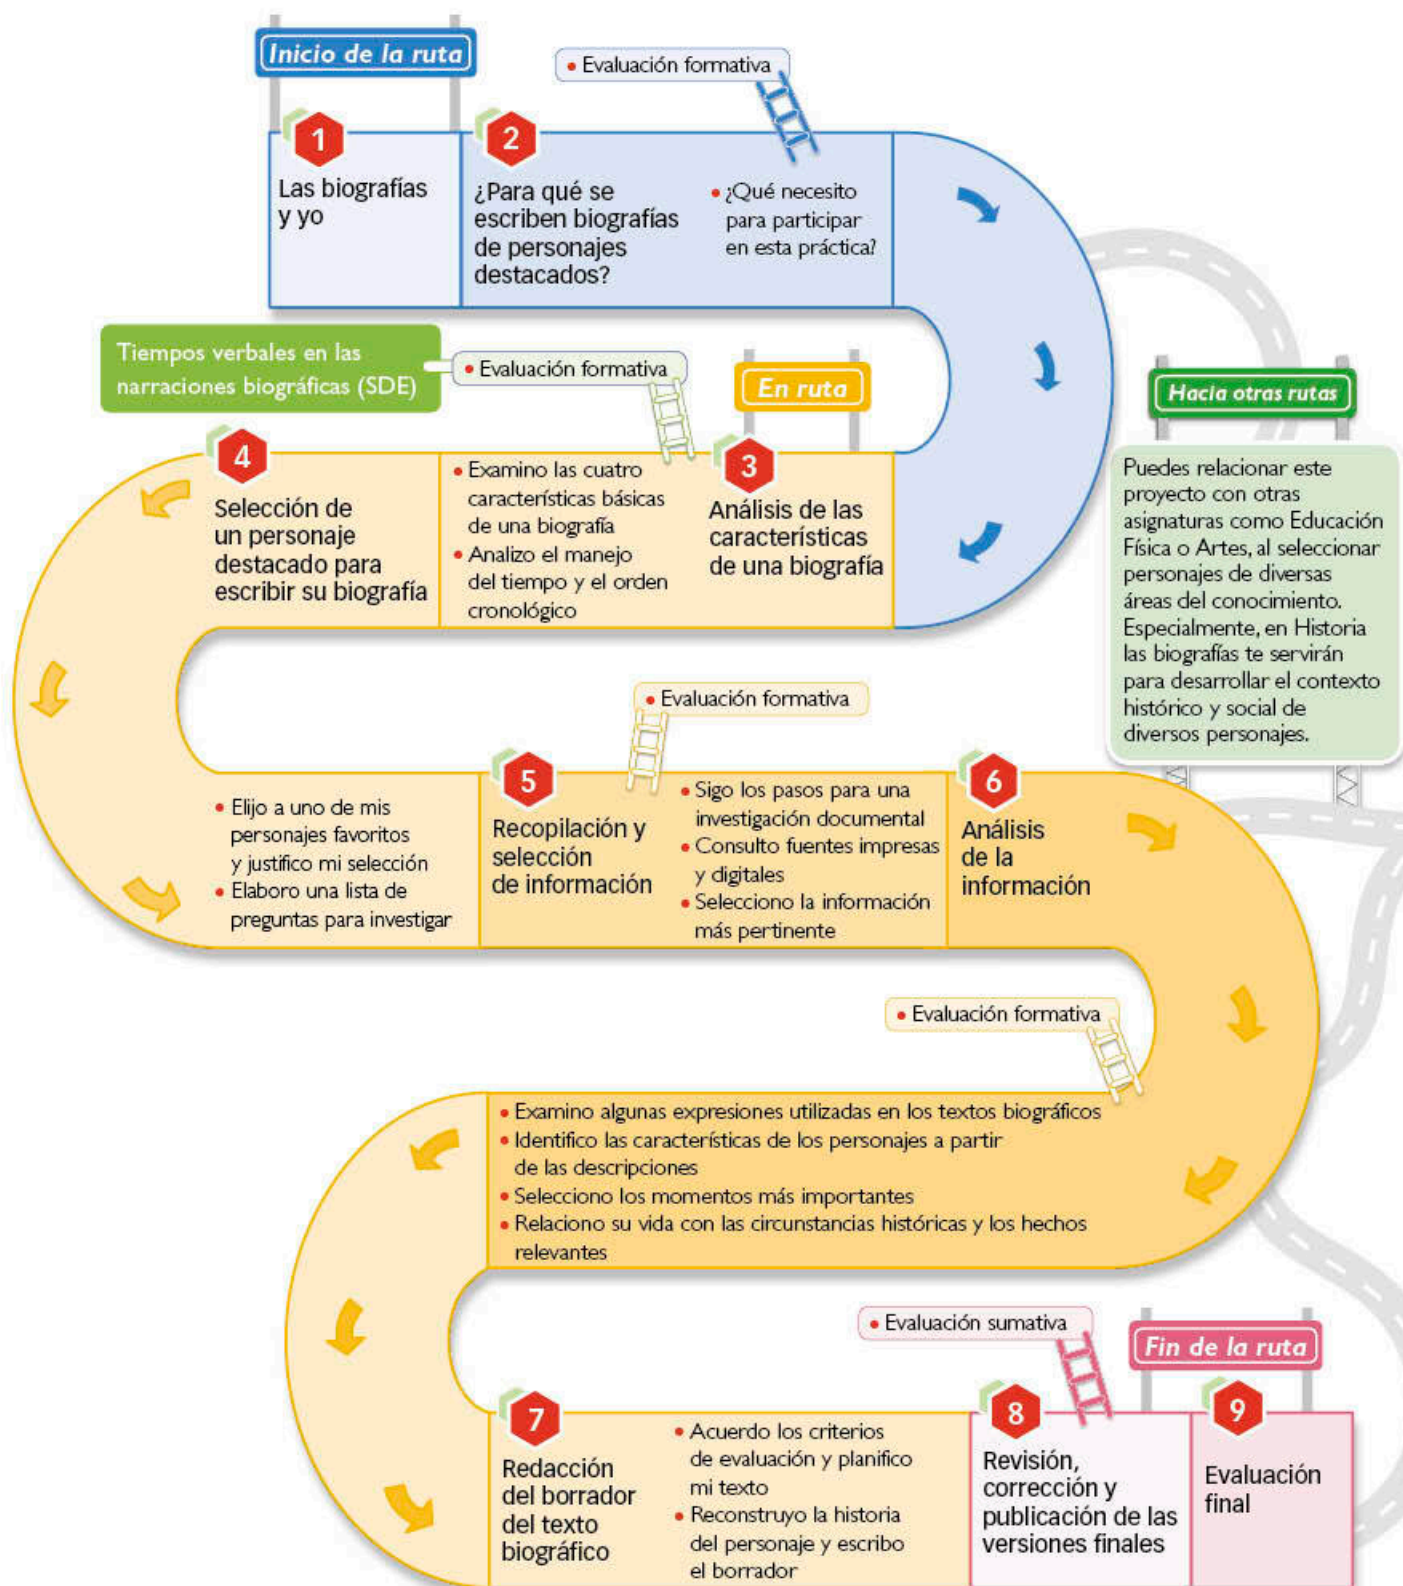 Inicio de la ruta
• Evaluación formativa
1
Las biografías
y yo
2
¿Para qué se
escriben biografías
de personajes
destacados?
• ¿Qué necesito
para participar
en esta práctica?
Tiempos verbales en las
narraciones biográficas (SDE)
• Evaluación formativa
En ruta
3
Análisis de las
características
de una biografía
• Examino las cuatro
características básicas
de una biografía
• Analizo el manejo
del tiempo y el orden
cronológico
4
Selección de
un personaje
destacado para
escribir su biografía
Hacia otras rutas
Puedes relacionar este
proyecto con otras
asignaturas como Educación
Física o Artes, al seleccionar
personajes de diversas
áreas del conocimiento.
Especialmente, en Historia
las biografías te servirán
para desarrollar el contexto
histórico y social de
diversos personajes.
• Elijo a uno de mis
personajes favoritos
y justifico mi selección
• Elaboro una lista de
preguntas para investigar
• Evaluación formativa
5
Recopilación y
selección
de información
• Sigo los pasos para una
investigación documental
• Consulto fuentes impresas
y digitales
• Selecciono la información
más pertinente
6
Análisis
de la
información
• Evaluación formativa
• Examino algunas expresiones utilizadas en los textos biográficos
• Identifico las características de los personajes a partir
de las descripciones
• Selecciono los momentos más importantes
• Relaciono su vida con las circunstancias históricas y los hechos
relevantes
7
Redacción
del borrador
del texto
biográfico
• Acuerdo los criterios
de evaluación y planifico
mi texto
• Reconstruyo la historia
del personaje y escribo
el borrador
• Evaluación sumativa
8
Revisión,
corrección y
publicación de las
versiones finales
Fin de la ruta
9
Evaluación
final